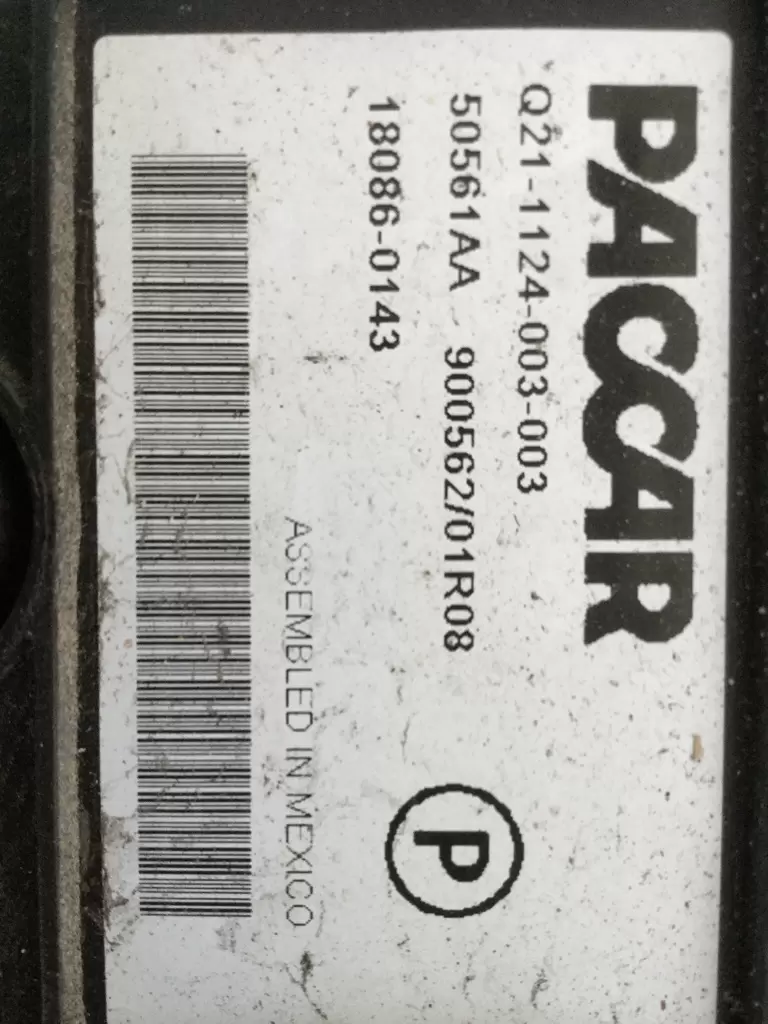 PACCAR
Q21-1124-003-003
50561AA 900562/01R08
18086-0143
P
ASSEMBLED IN MEXICO